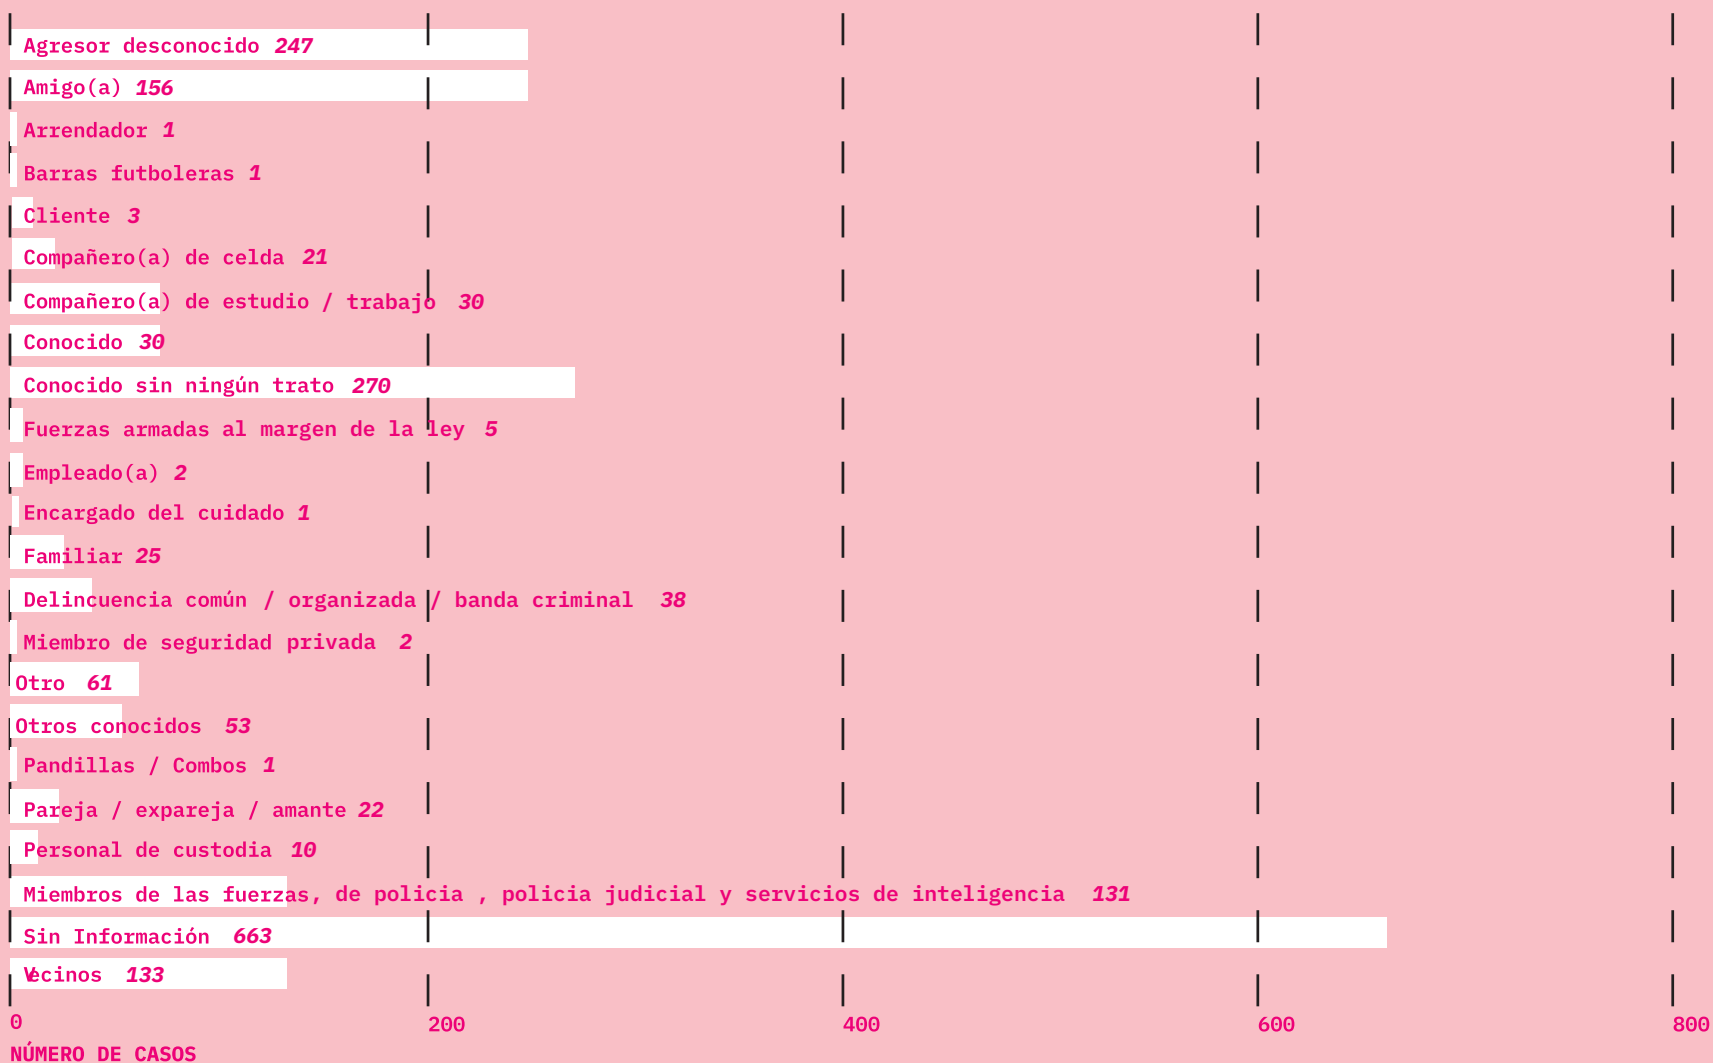 Agresor desconocido 247
Amigo(a) 156
Arrendador 1
Barras futboleras 1
Cliente 3
Compañero(a) de celda 21
Compañero(a) de estudio / trabajo 30
Conocido 30
Conocido sin ningún trato 270
Fuerzas armadas al margen de la ley 5
Empleado(a) 2
Encargado del cuidado 1
Familiar 25
Delincuencia común / organizada / banda criminal 38
Miembro de seguridad privada 2
Otro 61
Otros conocidos 53
Pandillas / Combos 1
Pareja / expareja / amante 22
Personal de custodia 10
Miembros de las fuerzas, de policia , policia judicial y servicios de inteligencia 131
Sin Información 663
Vecinos 133
0 200 400 600 800
NÚMERO DE CASOS